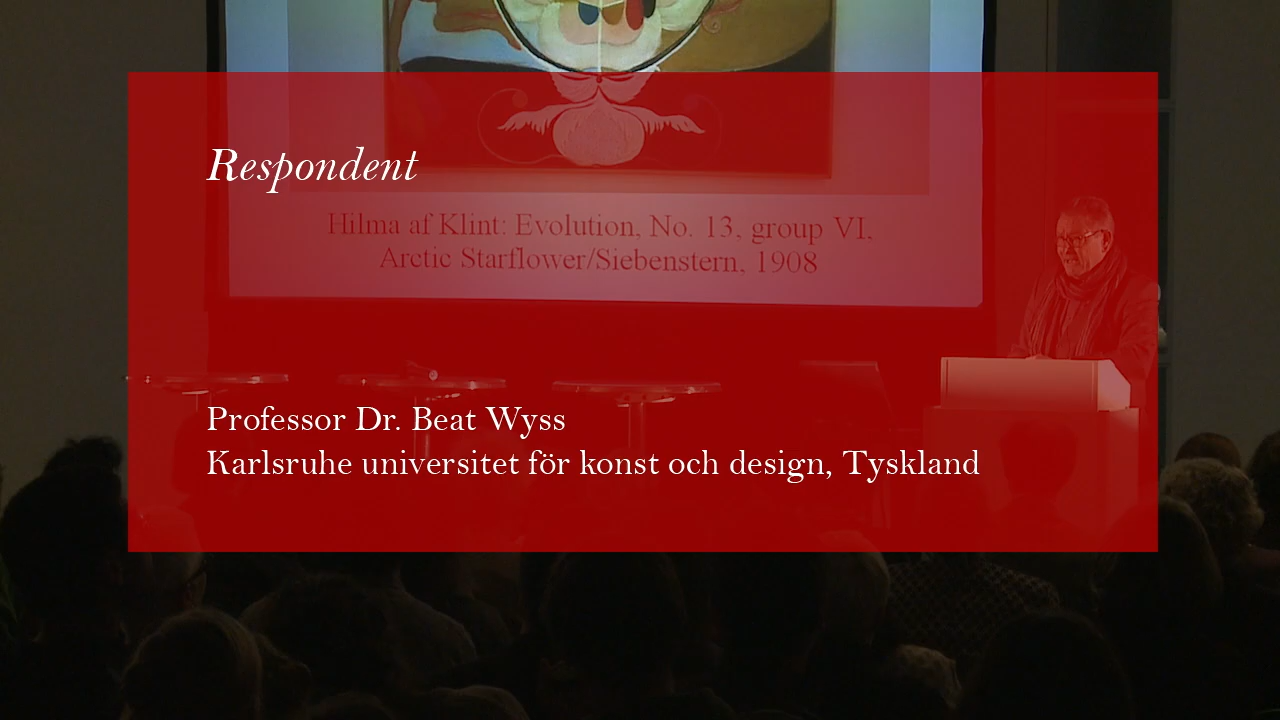 Respondent
Hilma af Klint: Evolution, No. 13, group VI,
Arctic Starflower/Siebenstern, 1908
Professor Dr. Beat Wyss
Karlsruhe universitet för konst och design, Tyskland